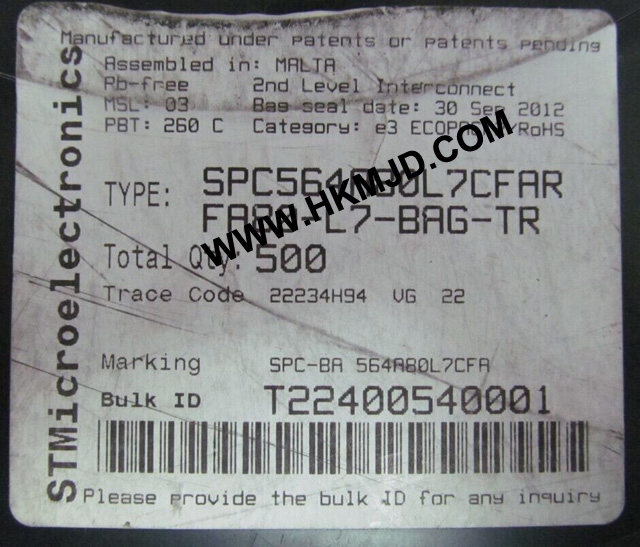 Manufactured under patents or patents pending
Assembled in: MALTA
Pb-free 2nd Level Interconnect
MSL: 03 Bag seal date: 30 Sep 2012
PBT: 260 C Category: e3 RoHS
TYPE: SPC564A80L7CFAR
L7-BAG-TR
Total Qty: 500
Trace Code 22234H94 VG 22
Marking SPC-BA 564A80L7CFA
Bulk ID T22400540001
Please provide the bulk ID for any inquiry
STMicroelectronics
WWW.HKMJD.COM